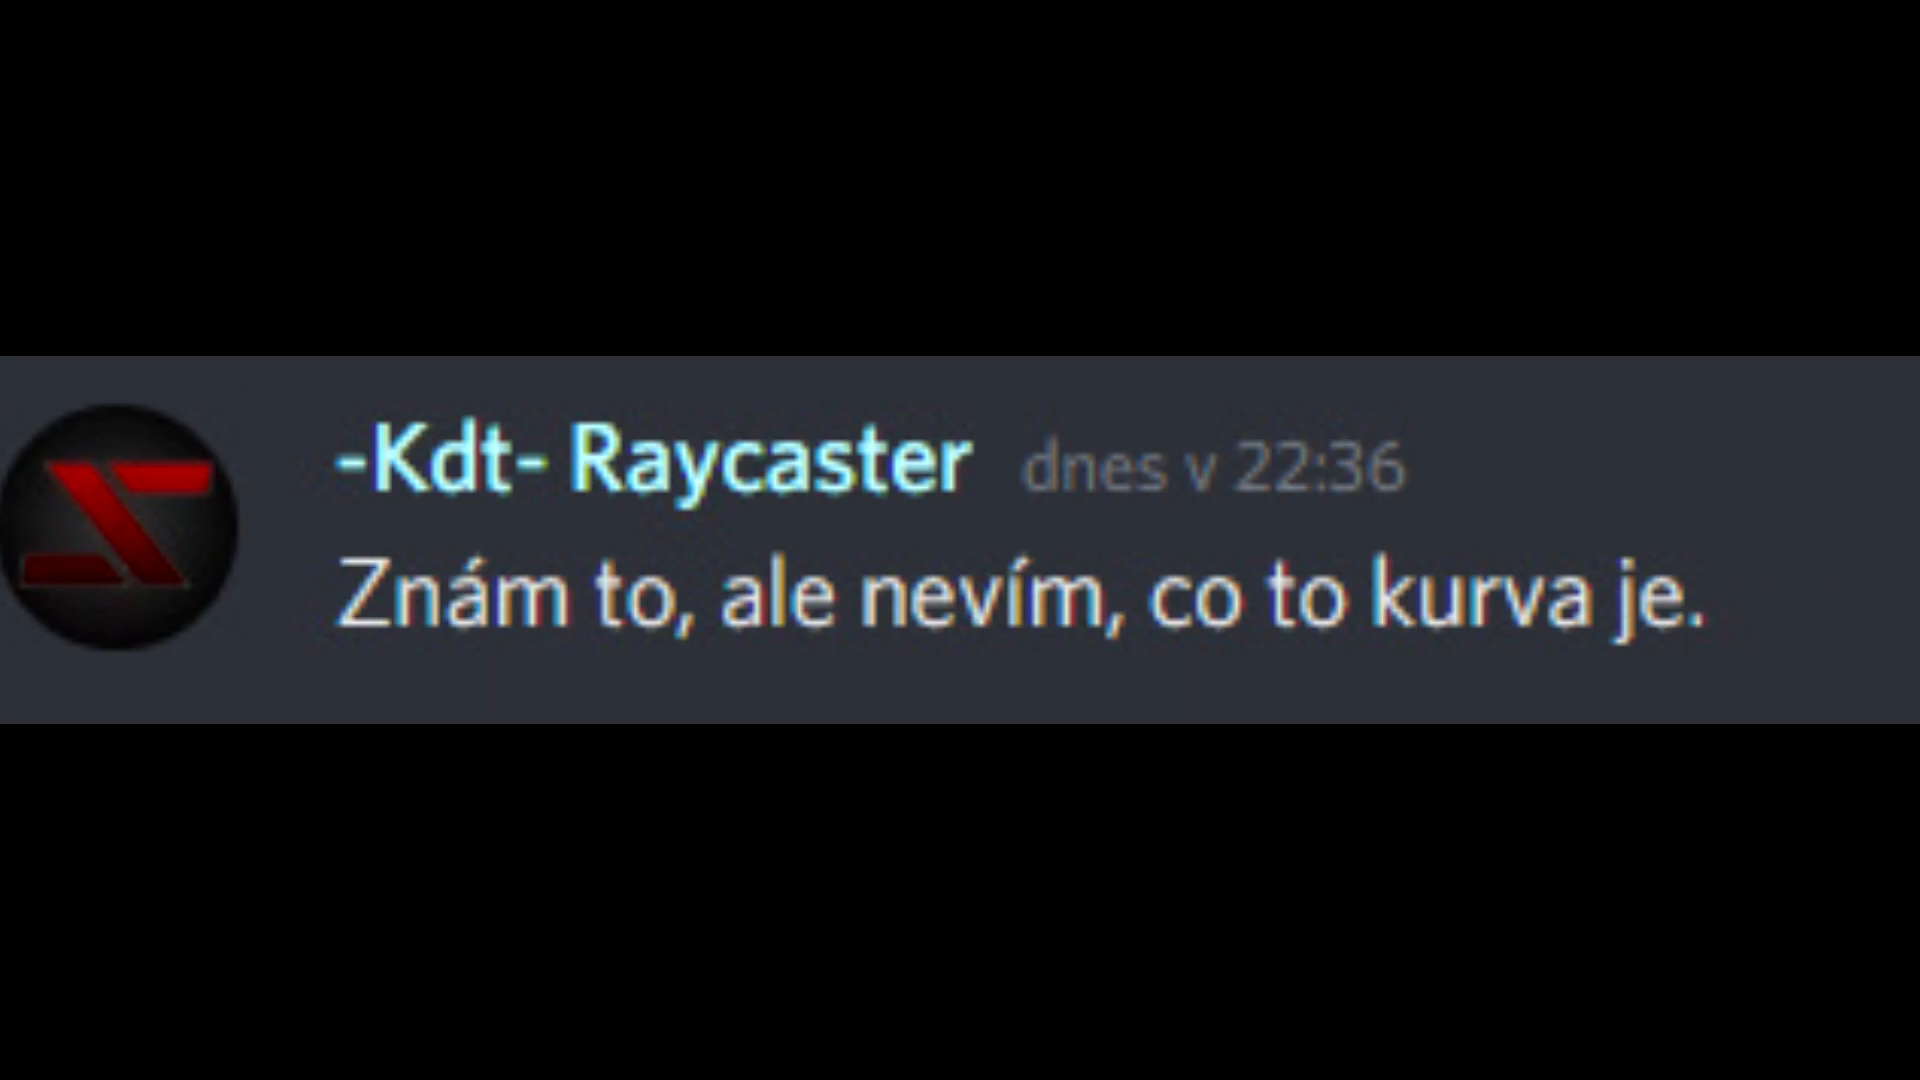 -Kdt- Raycaster dnes v 22:36
Znám to, ale nevím, co to kurva je.